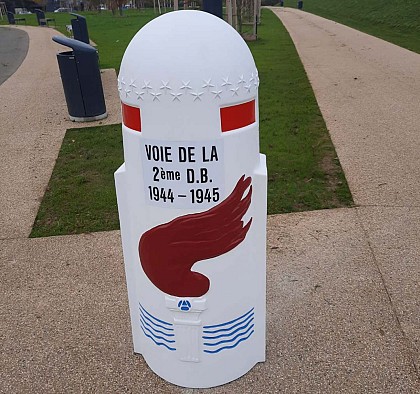 VOIE DE LA
2ème D.B.
1944 - 1945